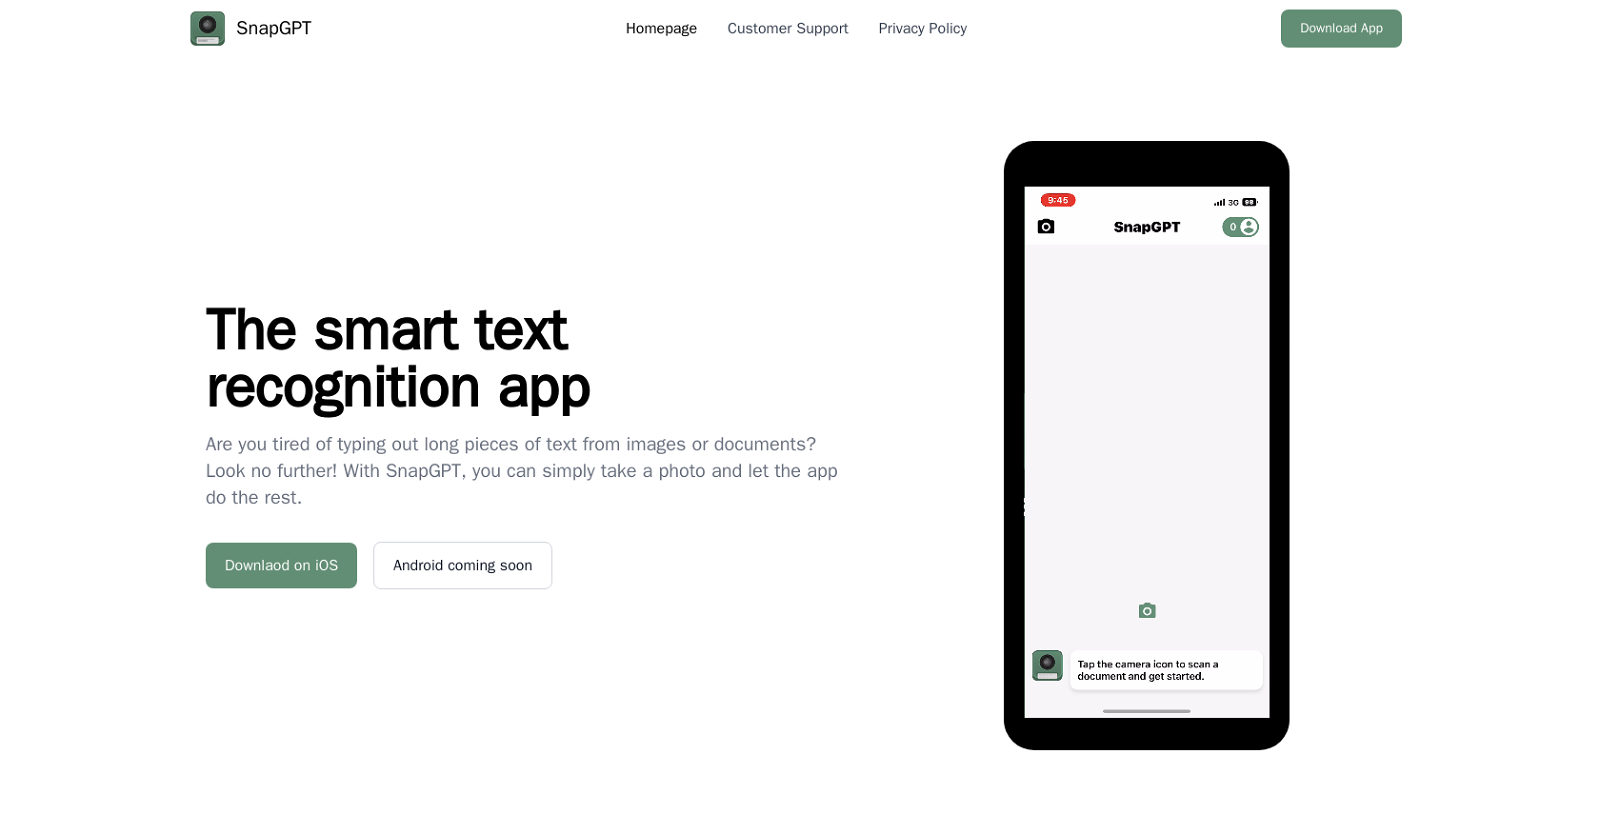 SnapGPT
Homepage
Customer Support
Privacy Policy
Download App
The smart text
recognition app
Are you tired of typing out long pieces of text from images or documents?
Look no further! With SnapGPT, you can simply take a photo and let the app
do the rest.
Downlaod on iOS
Android coming soon
9:45
3G
88
SnapGPT
0
Tap the camera icon to scan a
document and get started.